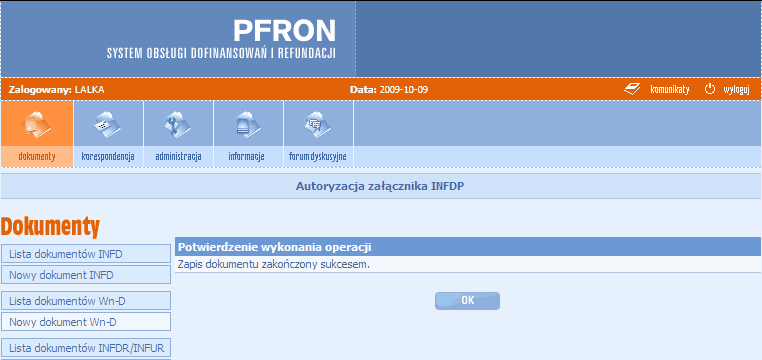 PFRON
SYSTEM OBSŁUGI DOFINANSOWAŃ I REFUNDACJI
Zalogowany: LALKA Data: 2009-10-09 komunikaty wyloguj
dokumenty korespondencja administracja informacje forum dyskusyjne
Autoryzacja załącznika INFDP
Dokumenty
Potwierdzenie wykonania operacji
Lista dokumentów INFD
Zapis dokumentu zakończony sukcesem.
Nowy dokument INFD
Lista dokumentów Wn-D
OK
Nowy dokument Wn-D
Lista dokumentów INFDR/INFUR